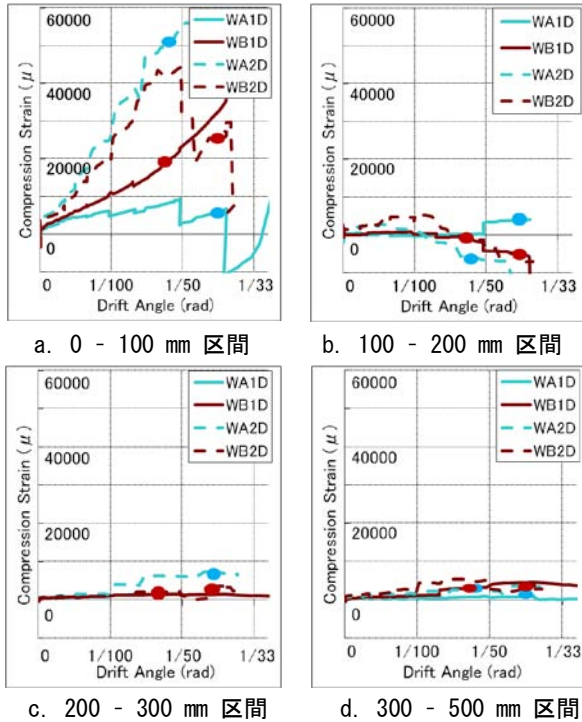 60000
40000
20000
0
Compression Strain (μ)
WA1D
WB1D
WA2D
WB2D
0 1/100 1/50 1/33
Drift Angle (rad)
a. 0 - 100 mm 区間
60000
40000
20000
0
Compression Strain (μ)
WA1D
WB1D
WA2D
WB2D
0 1/100 1/50 1/33
Drift Angle (rad)
b. 100 - 200 mm 区間
60000
40000
20000
0
Compression Strain (μ)
WA1D
WB1D
WA2D
WB2D
0 1/100 1/50 1/33
Drift Angle (rad)
c. 200 - 300 mm 区間
60000
40000
20000
0
Compression Strain (μ)
WA1D
WB1D
WA2D
WB2D
0 1/100 1/50 1/33
Drift Angle (rad)
d. 300 - 500 mm 区間